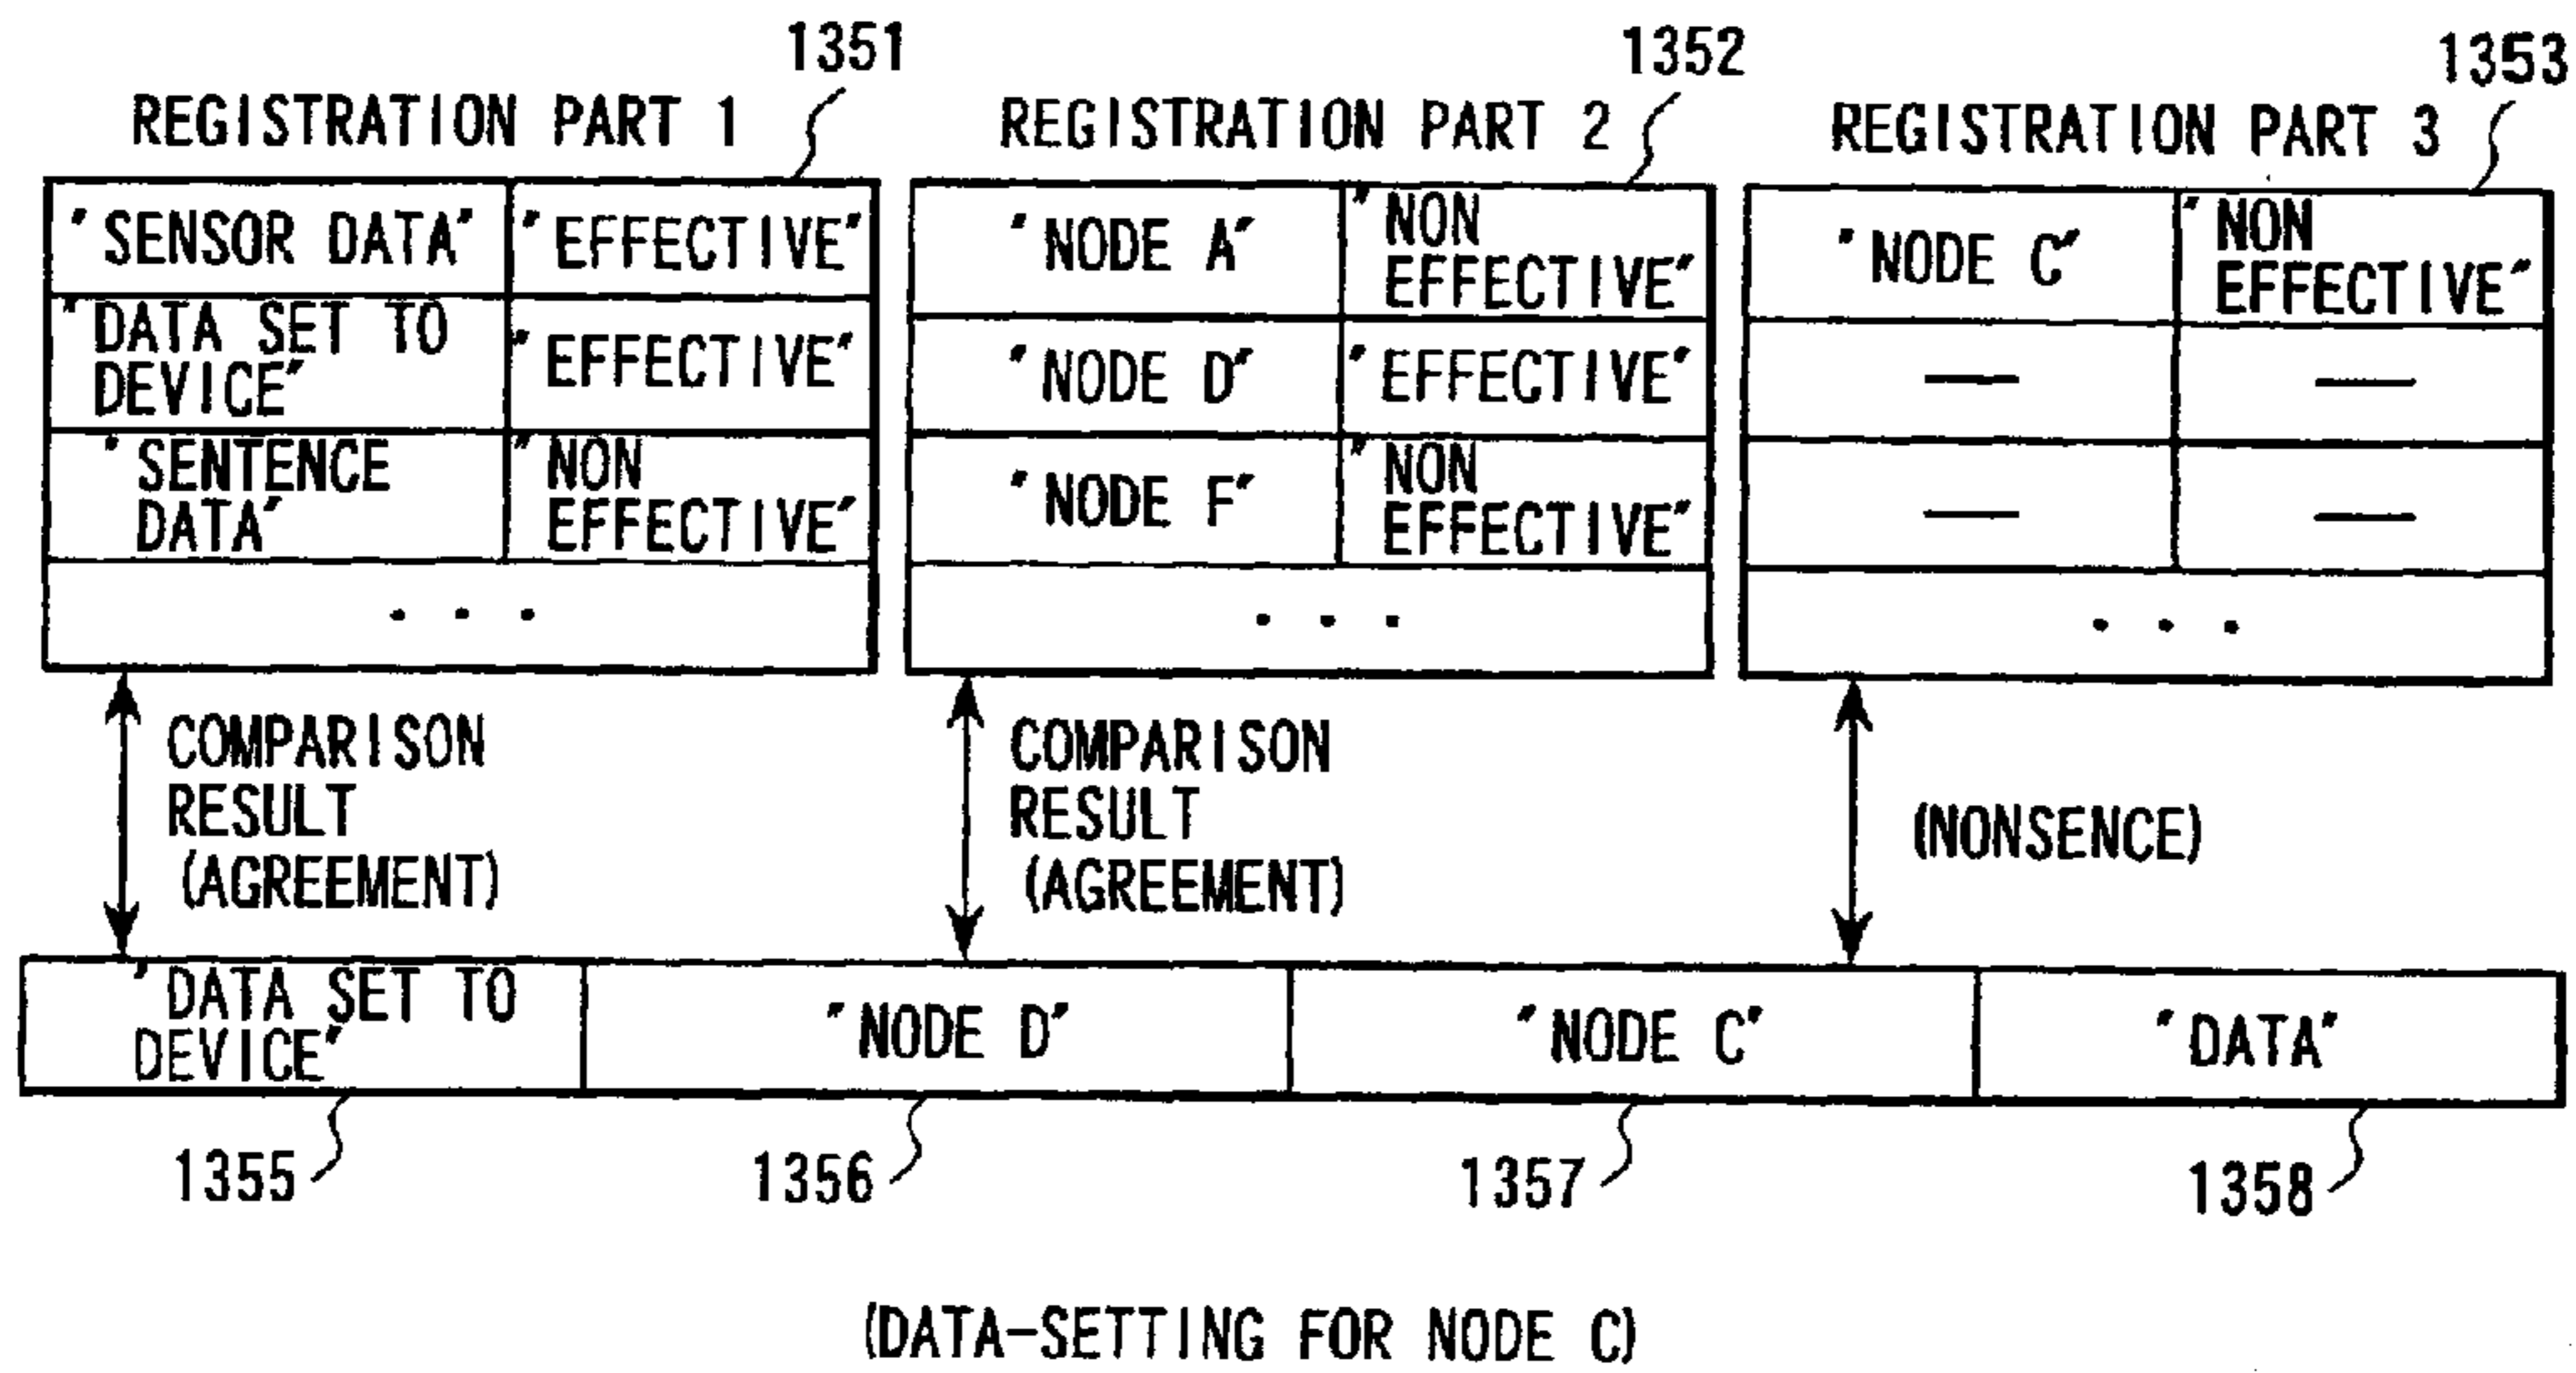 1351
1352
1353
REGISTRATION PART 1
REGISTRATION PART 2
REGISTRATION PART 3
"SENSOR DATA"
"EFFECTIVE"
"DATA SET TO
DEVICE"
"EFFECTIVE"
"SENTENCE
DATA"
"NON
EFFECTIVE"
. . .
"NODE A"
"NON
EFFECTIVE"
"NODE D"
"EFFECTIVE"
"NODE F"
"NON
EFFECTIVE"
. . .
"NODE C"
"NON
EFFECTIVE"
— —
— —
. . .
COMPARISON
RESULT
(AGREEMENT)
COMPARISON
RESULT
(AGREEMENT)
(NONSENCE)
"DATA SET TO
DEVICE"
"NODE D"
"NODE C"
"DATA"
1355
1356
1357
1358
(DATA-SETTING FOR NODE C)